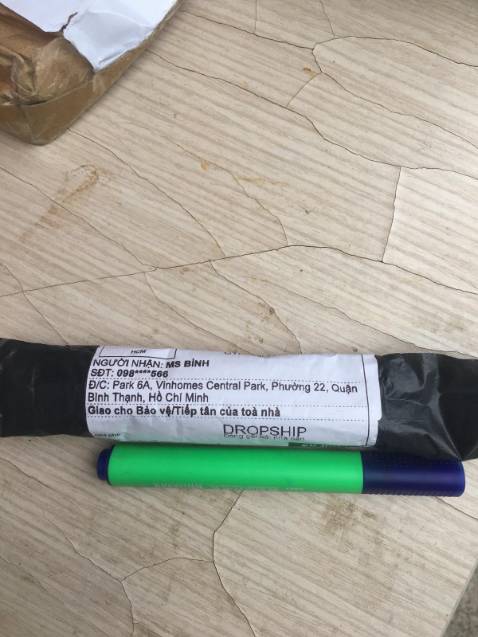 HCM
NGƯỜI NHẬN: MS BÌNH
SĐT: 098****566
Đ/C: Park 6A, Vinhomes Central Park, Phường 22, Quận
Bình Thạnh, Hồ Chí Minh
Giao cho Bảo vệ/Tiếp tân của toà nhà
DROPSHIP